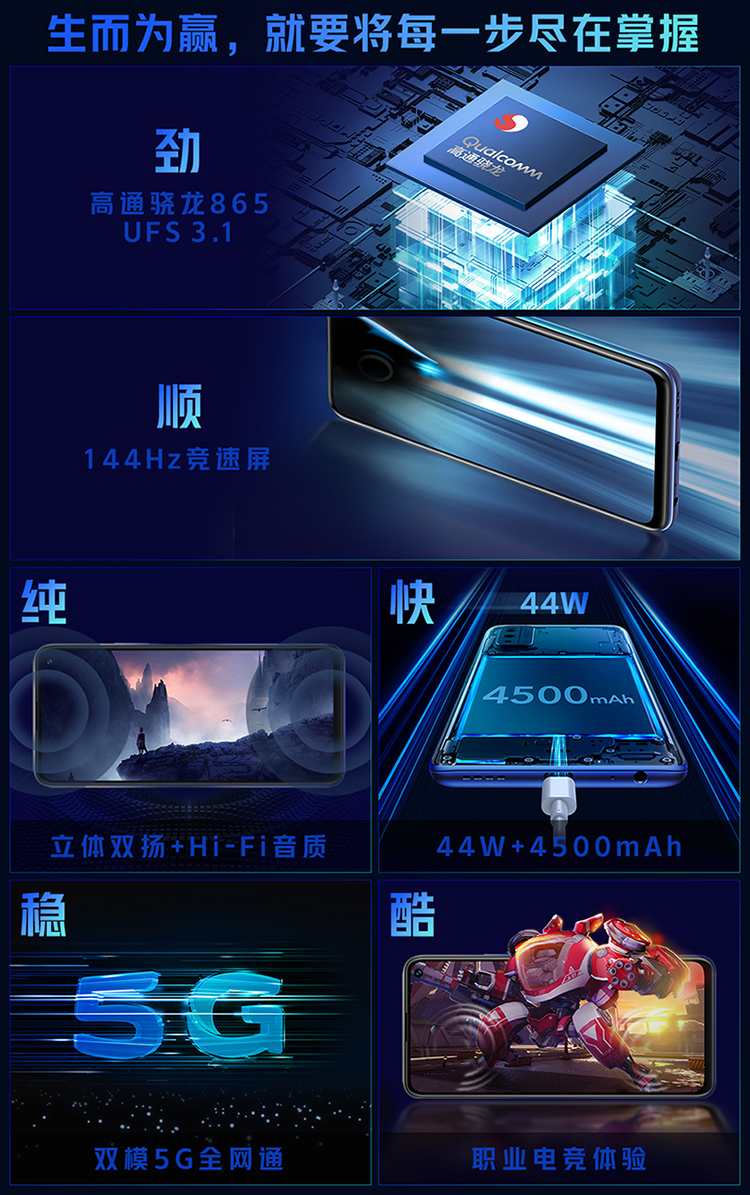 生而为赢，就要将每一步尽在掌握
劲
高通骁龙865
UFS 3.1
Qualcomm
高通骁龙
顺
144Hz竞速屏
纯
立体双扬+Hi-Fi音质
快
44W
4500mAh
44W+4500mAh
稳
5G
双模5G全网通
酷
职业电竞体验